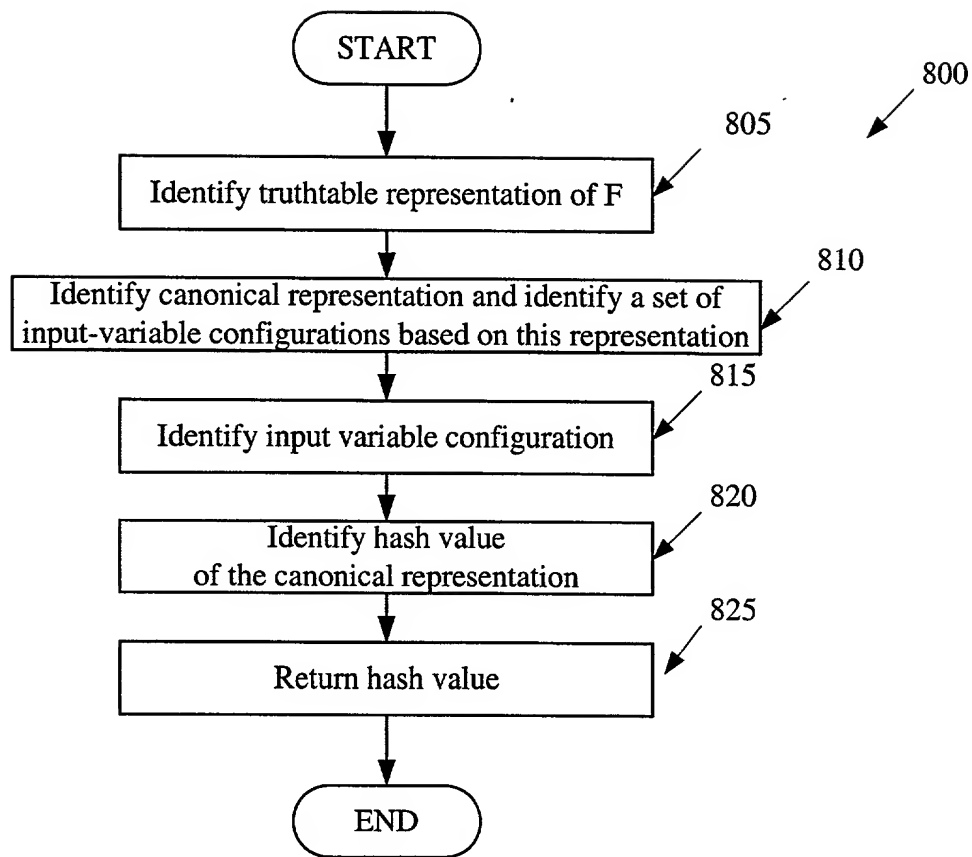 START
800
805
Identify truthtable representation of F
810
Identify canonical representation and identify a set of
input-variable configurations based on this representation
815
Identify input variable configuration
820
Identify hash value
of the canonical representation
825
Return hash value
END